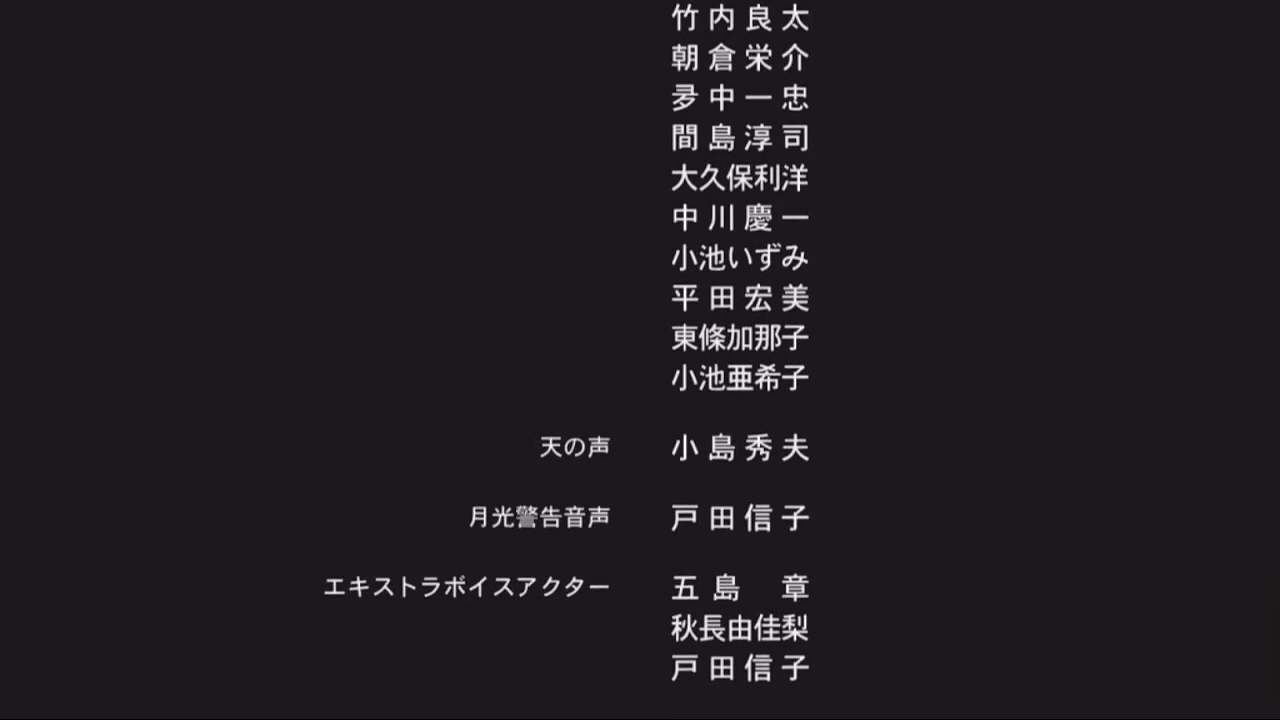 竹内良太
朝倉栄介
夛中一忠
間島淳司
大久保利洋
中川慶一
小池いずみ
平田宏美
東條加那子
小池亜希子
天の声 小島秀夫
月光警告音声 戸田信子
エキストラボイスアクター 五島 章
秋長由佳梨
戸田信子